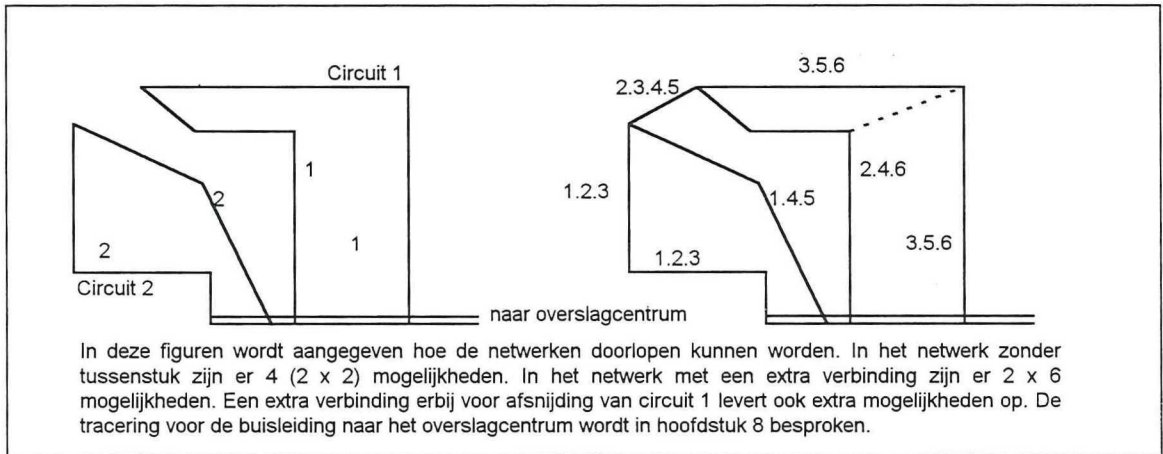 Circuit 1
1
2
1
2
Circuit 2
3.5.6
2.3.4.5
2.4.6
1.2.3
1.4.5
3.5.6
1.2.3
naar overslagcentrum
In deze figuren wordt aangegeven hoe de netwerken doorlopen kunnen worden. In het netwerk zonder
tussenstuk zijn er 4 (2 x 2) mogelijkheden. In het netwerk met een extra verbinding zijn er 2 x 6
mogelijkheden. Een extra verbinding erbij voor afsnijding van circuit 1 levert ook extra mogelijkheden op. De
tracering voor de buisleiding naar het overslagcentrum wordt in hoofdstuk 8 besproken.